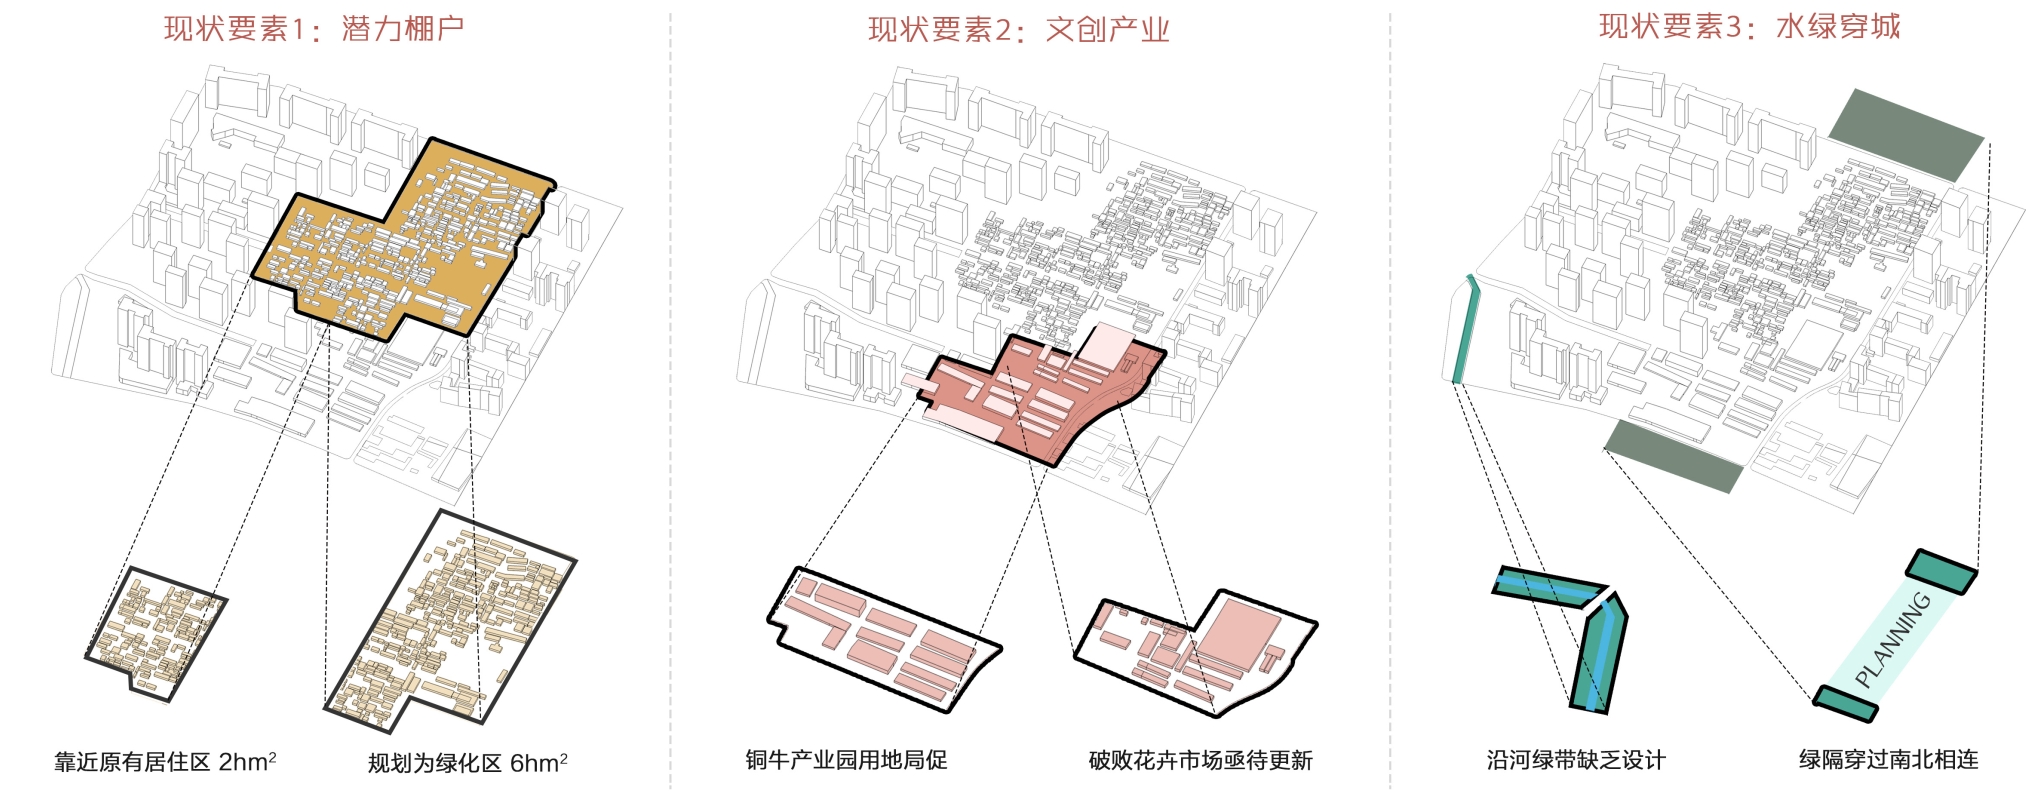 现状要素1：潜力棚户
现状要素2：文创产业
现状要素3：水绿穿城
PLANNING
靠近原有居住区 2hm²
规划为绿化区 6hm²
铜牛产业园用地局促
破败花卉市场亟待更新
沿河绿带缺乏设计
绿隔穿过南北相连